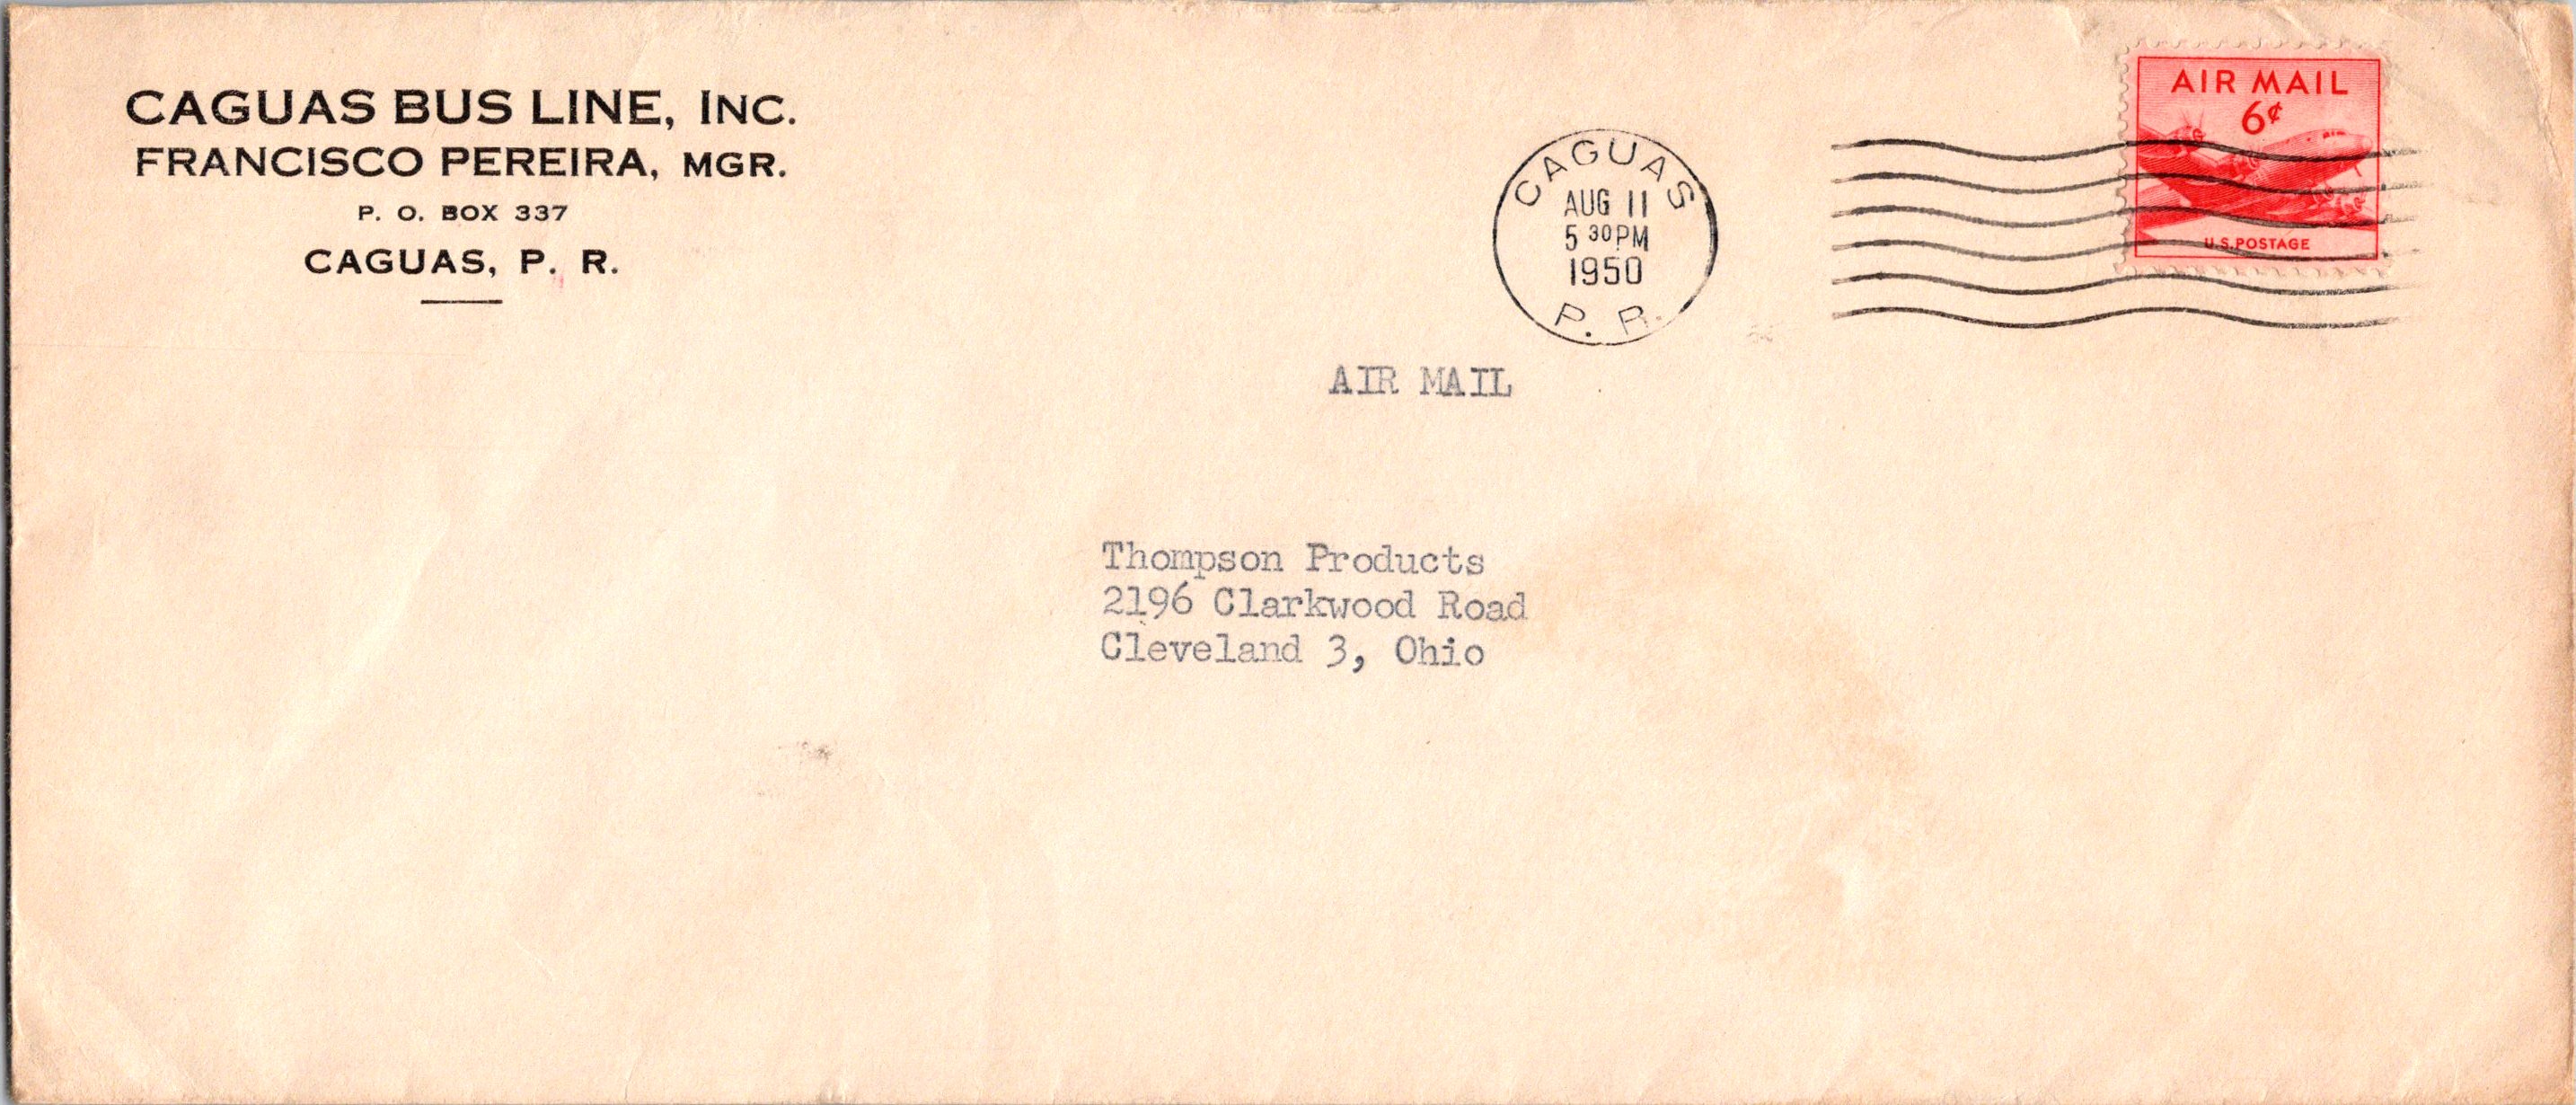 CAGUAS BUS LINE, INC.
FRANCISCO PEREIRA, MGR.
P. O. BOX 337
CAGUAS, P. R.
CAGUAS
AUG 11
5 30 PM
1950
P. R.
AIR MAIL
6¢
U.S. POSTAGE
AIR MAIL
Thompson Products
2196 Clarkwood Road
Cleveland 3, Ohio